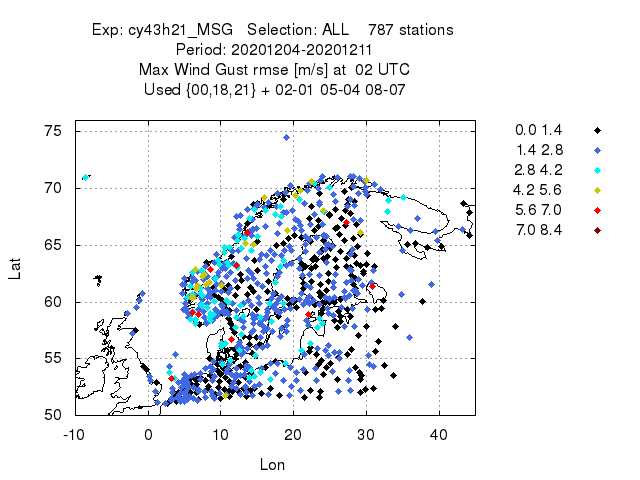 Exp: cy43h21_MSG   Selection: ALL    787 stations
Period: 20201204-20201211
Max Wind Gust rmse [m/s] at  02 UTC
Used {00,18,21} + 02-01 05-04 08-07
75
70
65
60
55
50
-10 0 10 20 30 40
Lat
Lon
0.0 1.4
1.4 2.8
2.8 4.2
4.2 5.6
5.6 7.0
7.0 8.4